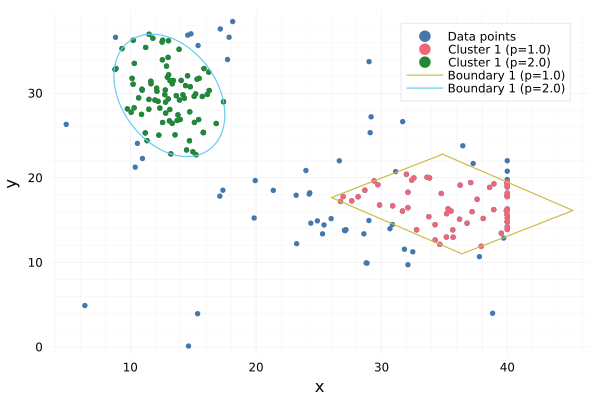 Data points
Cluster 1 (p=1.0)
Cluster 1 (p=2.0)
Boundary 1 (p=1.0)
Boundary 1 (p=2.0)
30
20
10
0
y
10 20 30 40
x